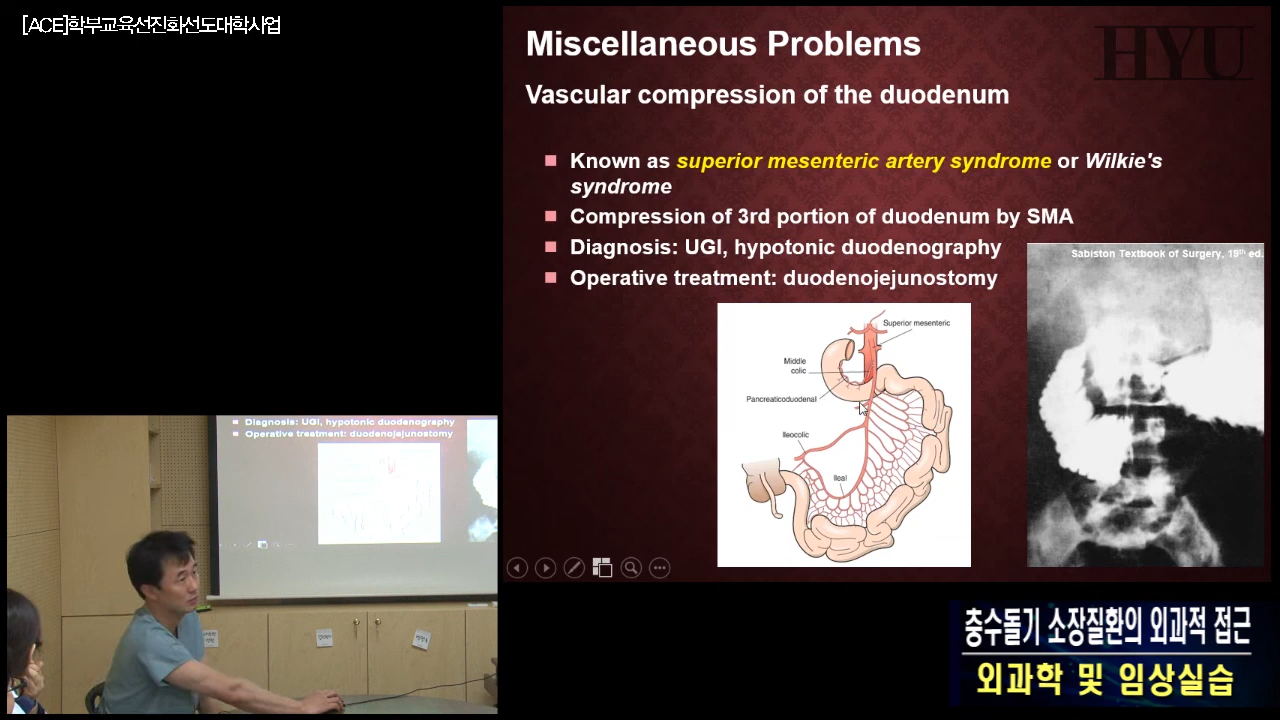 [ACE]학부교육선진화선도대학사업
HYU
Miscellaneous Problems
Vascular compression of the duodenum
Known as superior mesenteric artery syndrome or Wilkie's
syndrome
Compression of 3rd portion of duodenum by SMA
Diagnosis: UGI, hypotonic duodenography
Operative treatment: duodenojejunostomy
Sabiston Textbook of Surgery, 19th ed.
Superior mesenteric
Middle
colic
Pancreaticoduodenal
Ileocolic
Ileal
Diagnosis: UGI, hypotonic duodenography
Operative treatment: duodenojejunostomy
충수돌기 소장질환의 외과적 접근
외과학 및 임상실습